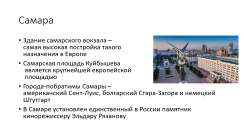 Самара
• Здание самарского вокзала –
самая высокая постройка такого
назначения в Европе
• Самарская площадь Куйбышева
является крупнейшей европейской
площадью
• Города-побратимы Самары –
американский Сент-Луис, болгарский Стара-Загора и немецкий
Штутгарт
• В Самаре установлен единственный в России памятник
кинорежиссеру Эльдару Рязанову